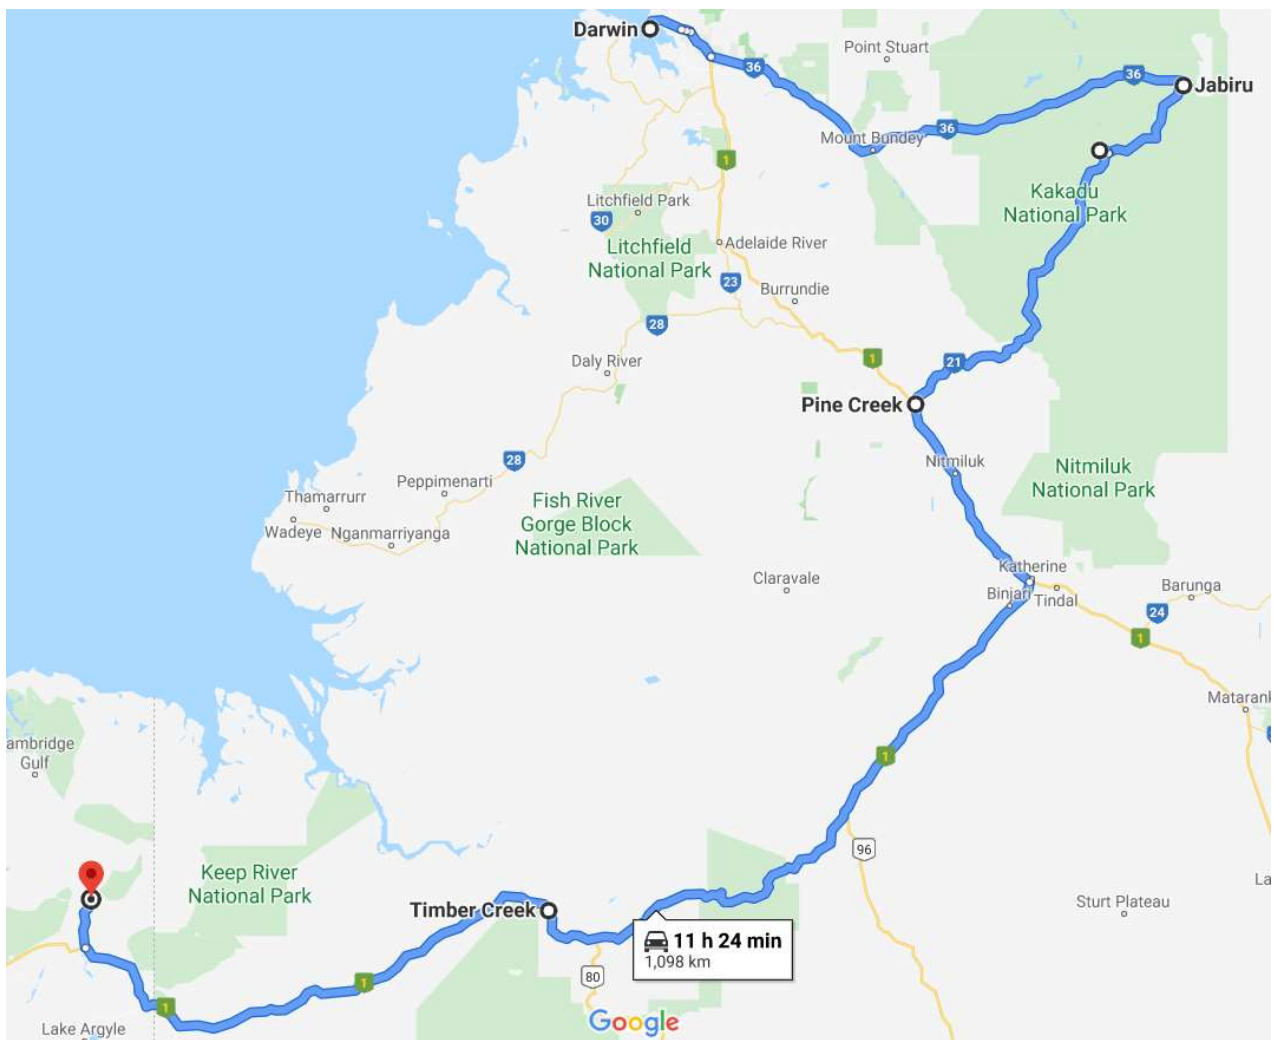 Darwin
Point Stuart
36
36
Jabiru
36
Mount Bundey
1
Kakadu
National Park
Litchfield Park
30
Litchfield
National Park
Adelaide River
23
Burrundie
28
Daly River
1
21
Pine Creek
28
Nitmiluk
Nitmiluk
National Park
Peppimenarti
Thamarrurr
Wadeye
Nganmarriyanga
Fish River
Gorge Block
National Park
Claravale
Katherine
Binjari
Tindal
Barunga
24
1
Matarank
ambridge
Gulf
1
96
Keep River
National Park
La
Timber Creek
Sturt Plateau
11 h 24 min
1,098 km
80
1
1
Lake Argyle
Google